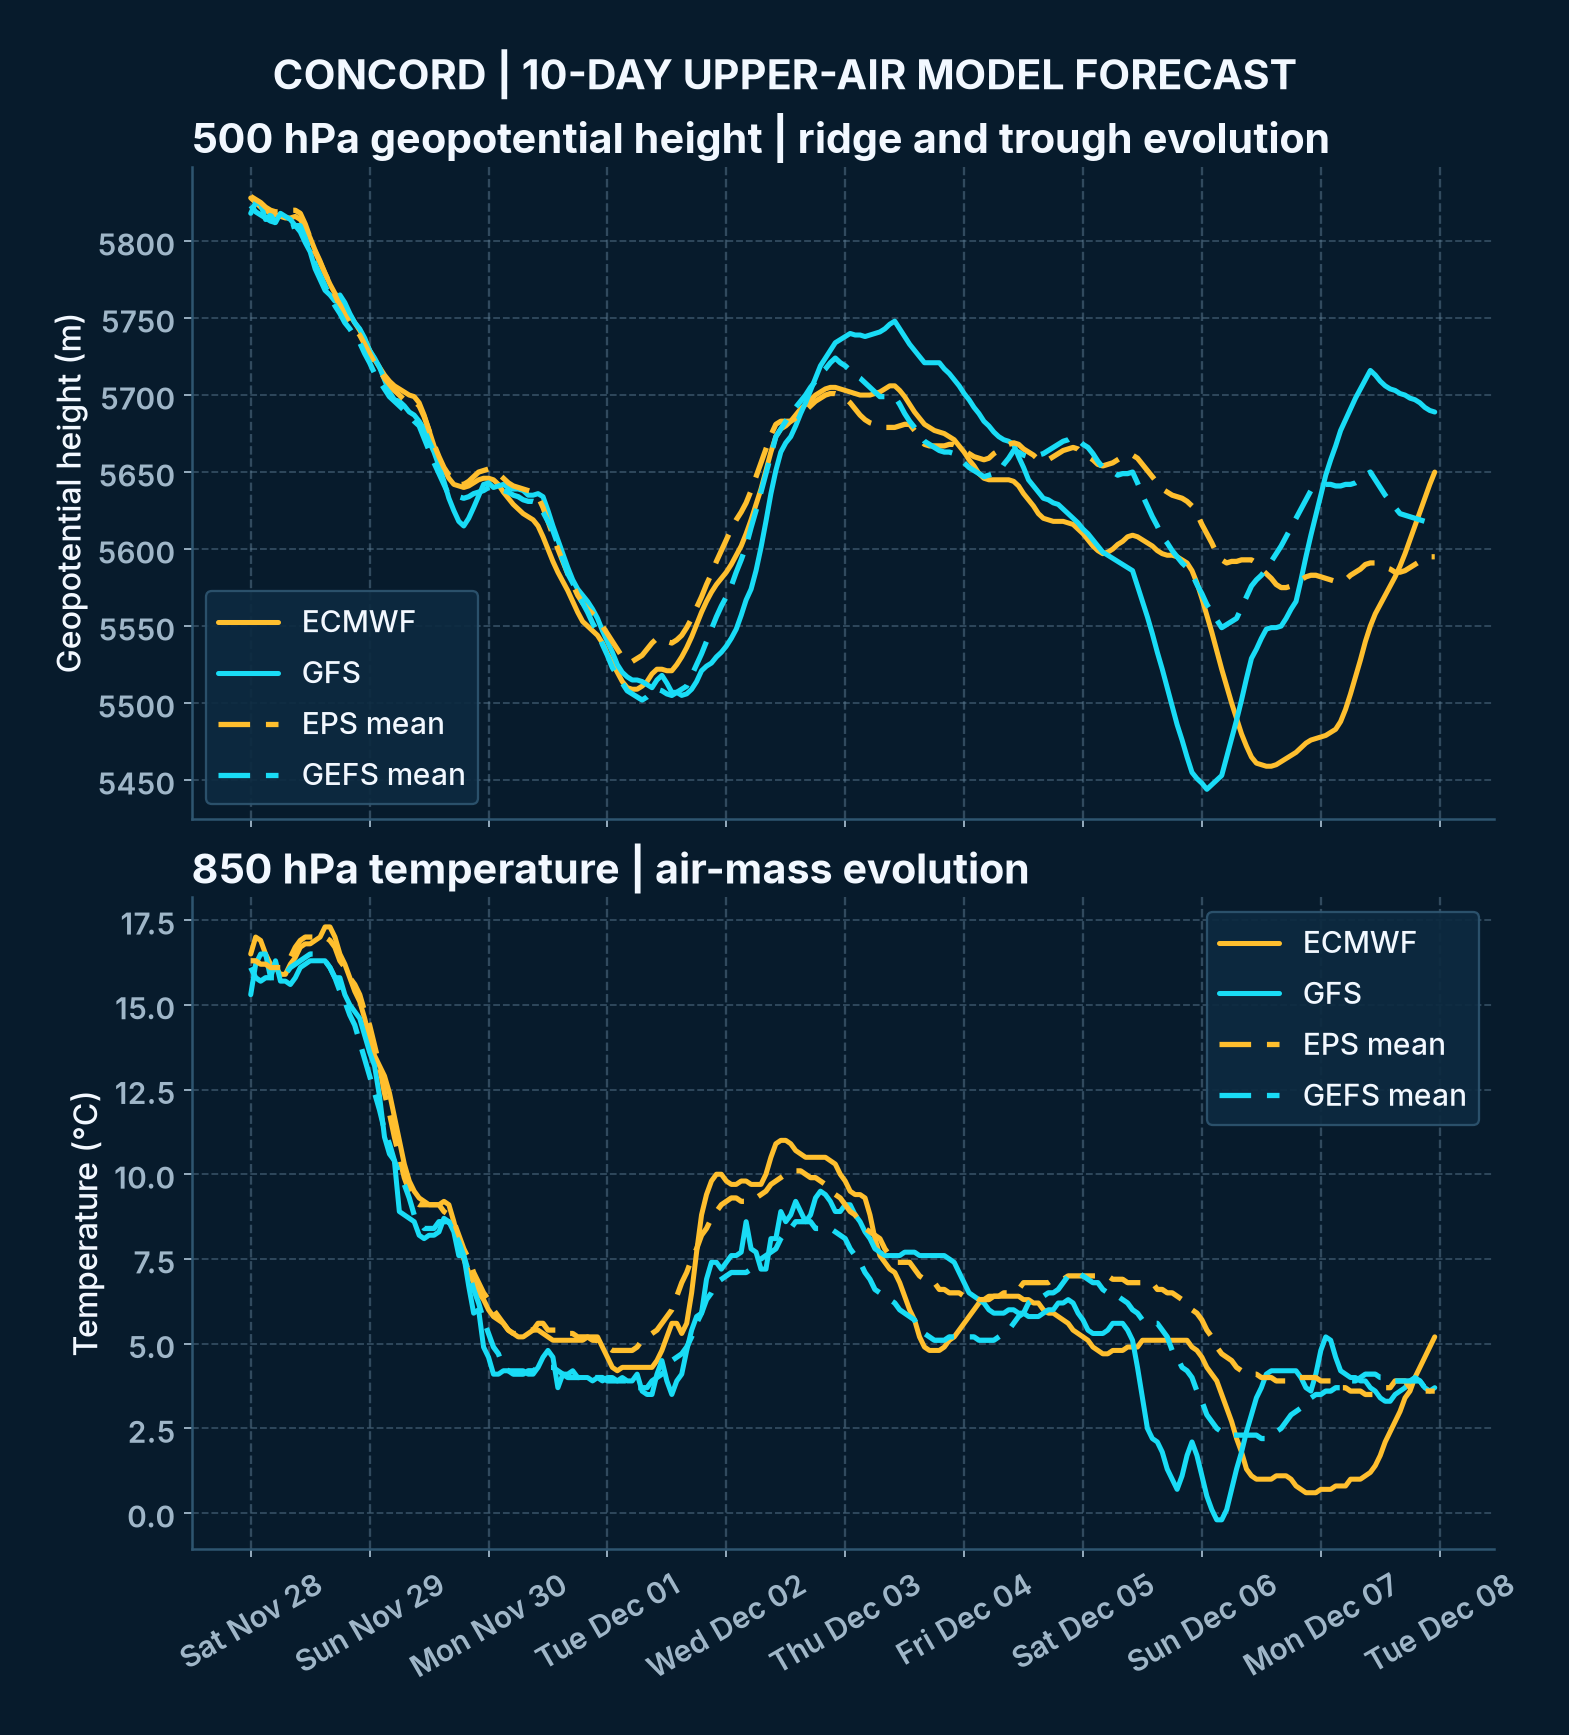 CONCORD | 10-DAY UPPER-AIR MODEL FORECAST
500 hPa geopotential height | ridge and trough evolution
Geopotential height (m)
5800
5750
5700
5650
5600
5550
5500
5450
ECMWF
GFS
EPS mean
GEFS mean
850 hPa temperature | air-mass evolution
Temperature (°C)
17.5
15.0
12.5
10.0
7.5
5.0
2.5
0.0
ECMWF
GFS
EPS mean
GEFS mean
Sat Nov 28
Sun Nov 29
Mon Nov 30
Tue Dec 01
Wed Dec 02
Thu Dec 03
Fri Dec 04
Sat Dec 05
Sun Dec 06
Mon Dec 07
Tue Dec 08